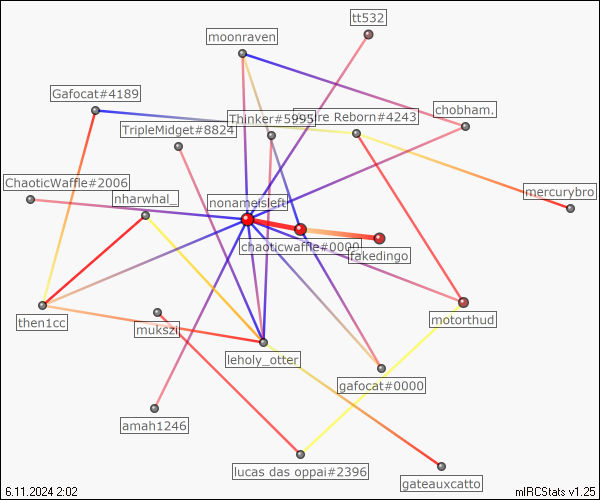 tt532
moonraven
Gafocat#4189
chobham.
Thinker#5995
ire Reborn#4243
TripleMidget#8824
ChaoticWaffle#2006
mercurybro
nharwhal_
nonameisleft
chaoticwaffle#0000
fakedingo
then1cc
mukszi
motorthud
leholy_otter
gafocat#0000
amah1246
lucas das oppai#2396
gateauxcatto
6.11.2024 2:02
mIRCStats v1.25